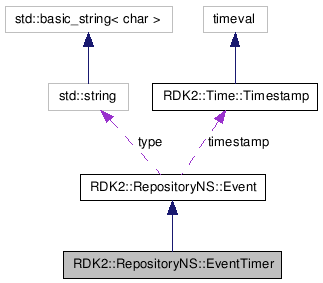 std::basic_string< char >
timeval
std::string
RDK2::Time::Timestamp
type
timestamp
RDK2::RepositoryNS::Event
RDK2::RepositoryNS::EventTimer